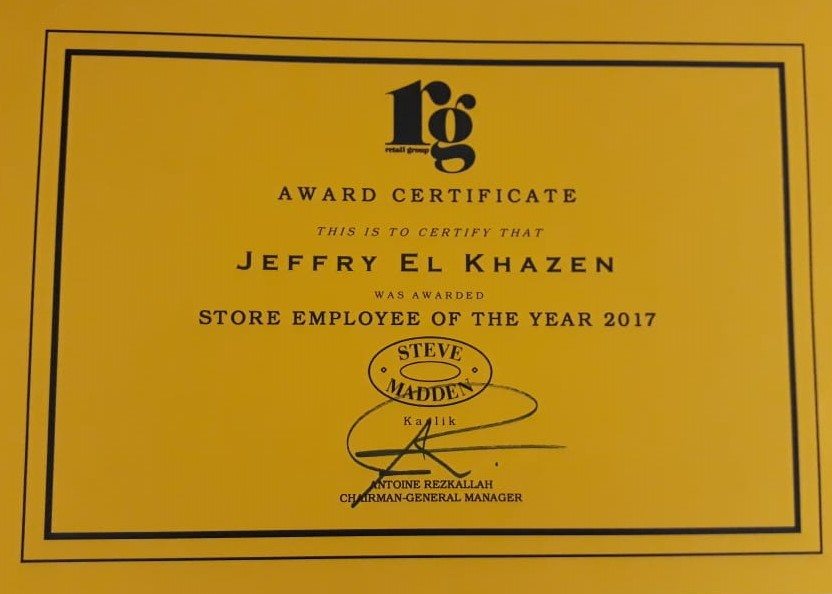 rg
retail group
AWARD CERTIFICATE
THIS IS TO CERTIFY THAT
JEFFRY EL KHAZEN
WAS AWARDED
STORE EMPLOYEE OF THE YEAR 2017
STEVE
MADDEN
Kaslik
ANTOINE REZKALLAH
CHAIRMAN-GENERAL MANAGER